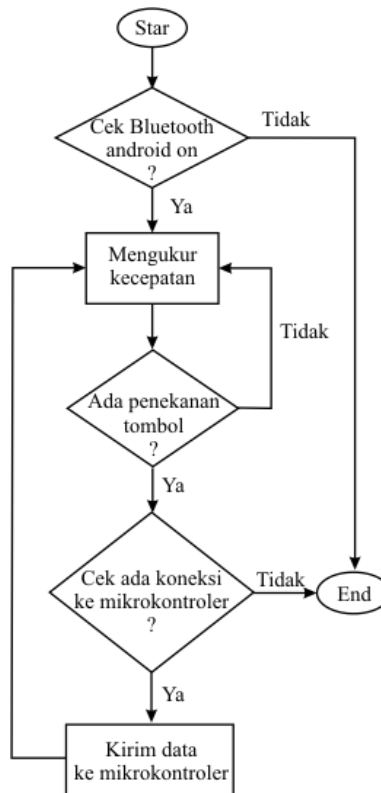 Star
Cek Bluetooth
android on
?
Tidak
Ya
Mengukur
kecepatan
Tidak
Ada penekanan
tombol
?
Ya
Cek ada koneksi
ke mikrokontroler
?
Tidak
End
Ya
Kirim data
ke mikrokontroler